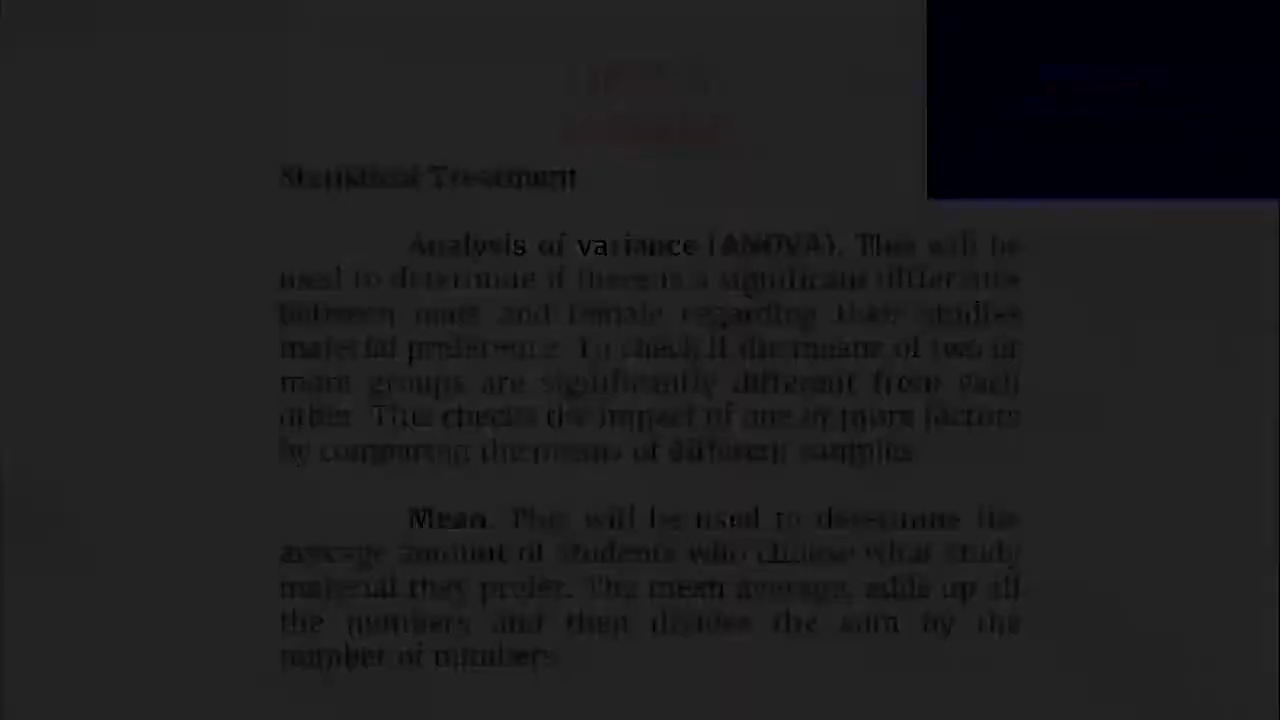 Statistical Treatment
Analysis of variance (ANOVA). This will be
used to determine if there is a significant difference
between male and female regarding their studies
material preference. To check if the means of two or
more groups are significantly different from each
other. This checks the impact of one or more factors
by comparing the means of different samples.
Mean. This will be used to determine the
average amount of students who choose what study
material they prefer. The mean average, adds up all
the numbers and then divides the sum by the
number of numbers.